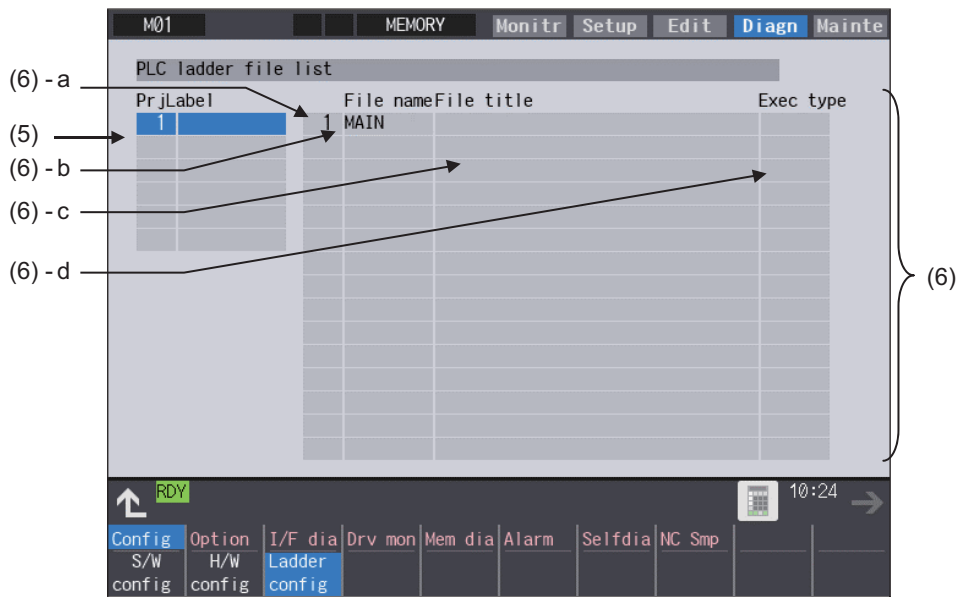 MØ1 MEMORY Monitr Setup Edit Diagn Mainte
PLC ladder file list
(6) - a
PrjLabel File nameFile title Exec type
1 1 MAIN
(5)
(6) - b
(6) - c
(6) - d
(6)
RDY 10:24
Config Option I/F dia Drv mon Mem dia Alarm Selfdia NC Smp
S/W H/W Ladder
config config config